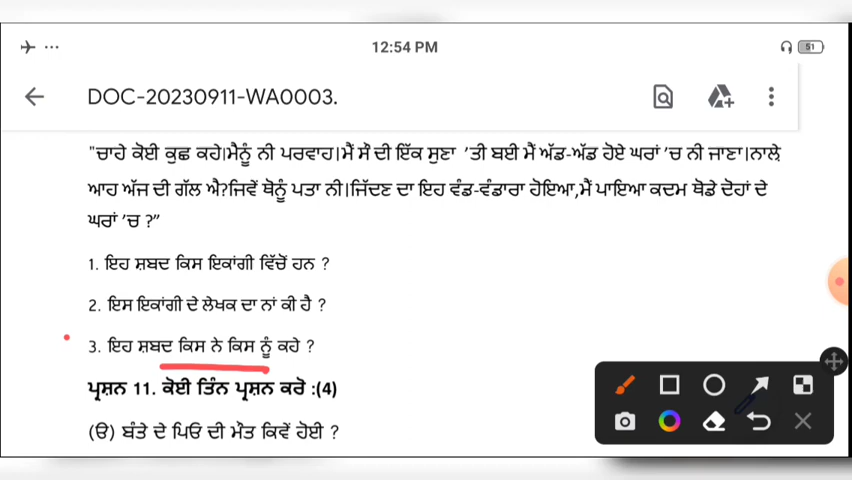 12:54 PM
51
DOC-20230911-WA0003.
"ਚਾਹੇ ਕੋਈ ਕੁਛ ਕਹੇ।ਮੈਨੂੰ ਨੀ ਪਰਵਾਹ।ਮੈਂ ਸੌ ਦੀ ਇੱਕ ਸੁਣਾ 'ਤੀ ਬਈ ਮੈਂ ਅੱਡ-ਅੱਡ ਹੋਏ ਘਰਾਂ 'ਚ ਨੀ ਜਾਣਾ।ਨਾਲੇ
ਆਹ ਅੱਜ ਦੀ ਗੱਲ ਐ?ਜਿਵੇਂ ਥੋਨੂੰ ਪਤਾ ਨੀ।ਜਿੱਦਣ ਦਾ ਇਹ ਵੰਡ-ਵੰਡਾਰਾ ਹੋਇਆ,ਮੈਂ ਪਾਇਆ ਕਦਮ ਥੋਡੇ ਦੋਹਾਂ ਦੇ
ਘਰਾਂ 'ਚ ?"
1. ਇਹ ਸ਼ਬਦ ਕਿਸ ਇਕਾਂਗੀ ਵਿੱਚੋਂ ਹਨ ?
2. ਇਸ ਇਕਾਂਗੀ ਦੇ ਲੇਖਕ ਦਾ ਨਾਂ ਕੀ ਹੈ ?
3. ਇਹ ਸ਼ਬਦ ਕਿਸ ਨੇ ਕਿਸ ਨੂੰ ਕਹੇ ?
ਪ੍ਰਸ਼ਨ 11. ਕੋਈ ਤਿੰਨ ਪ੍ਰਸ਼ਨ ਕਰੋ :(4)
(ੳ) ਬੰਤੇ ਦੇ ਪਿਓ ਦੀ ਮੌਤ ਕਿਵੇਂ ਹੋਈ ?